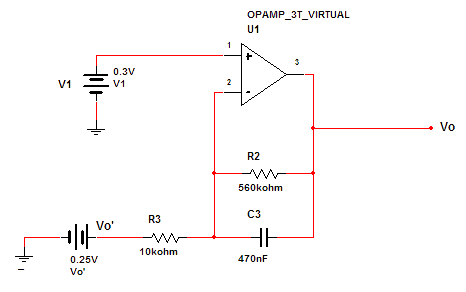 OPAMP_3T_VIRTUAL
U1
1
+
0.3V
V1
V1
3
2
-
Vo
R2
560kohm
Vo'
R3
C3
10kohm
470nF
0.25V
Vo'